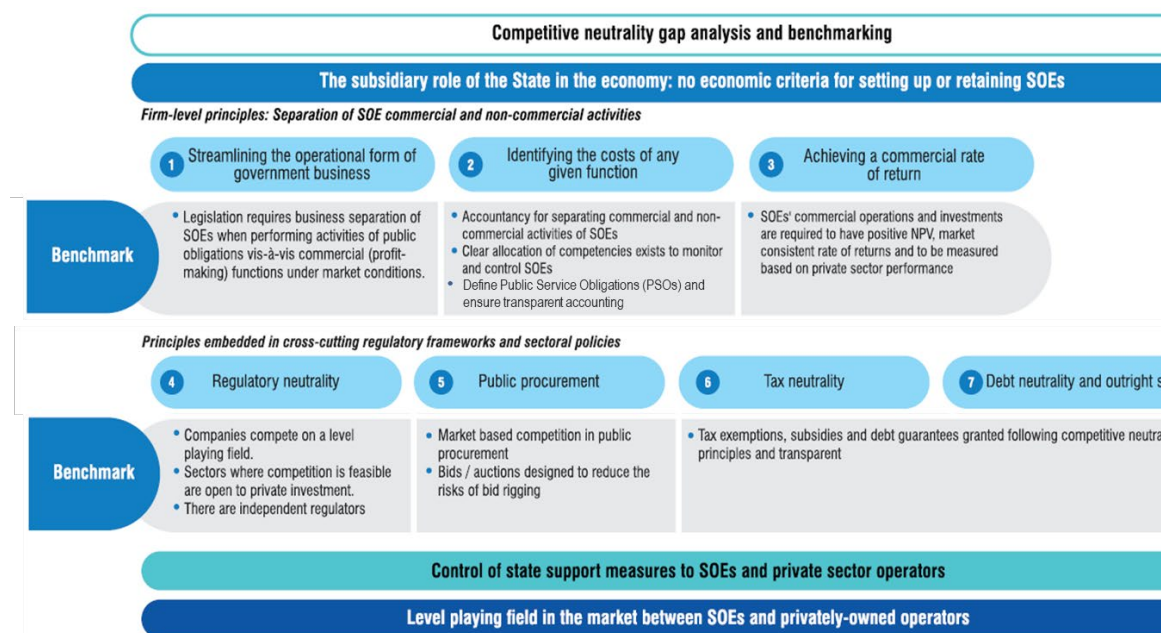 Competitive neutrality gap analysis and benchmarking
The subsidiary role of the State in the economy: no economic criteria for setting up or retaining SOEs
Firm-level principles: Separation of SOE commercial and non-commercial activities
1 Streamlining the operational form of
government business
2 Identifying the costs of any
given function
3 Achieving a commercial rate
of return
Benchmark
• Legislation requires business separation of
SOEs when performing activities of public
obligations vis-à-vis commercial (profit-
making) functions under market conditions.
• Accountancy for separating commercial and non-
commercial activities of SOEs
• Clear allocation of competencies exists to monitor
and control SOEs
• Define Public Service Obligations (PSOs) and
ensure transparent accounting
• SOEs' commercial operations and investments
are required to have positive NPV, market
consistent rate of returns and to be measured
based on private sector performance
Principles embedded in cross-cutting regulatory frameworks and sectoral policies
4 Regulatory neutrality
5 Public procurement
6 Tax neutrality
7 Debt neutrality and outright s
Benchmark
• Companies compete on a level
playing field.
• Sectors where competition is feasible
are open to private investment.
• There are independent regulators
• Market based competition in public
procurement
• Bids / auctions designed to reduce the
risks of bid rigging
• Tax exemptions, subsidies and debt guarantees granted following competitive neutra
principles and transparent
Control of state support measures to SOEs and private sector operators
Level playing field in the market between SOEs and privately-owned operators